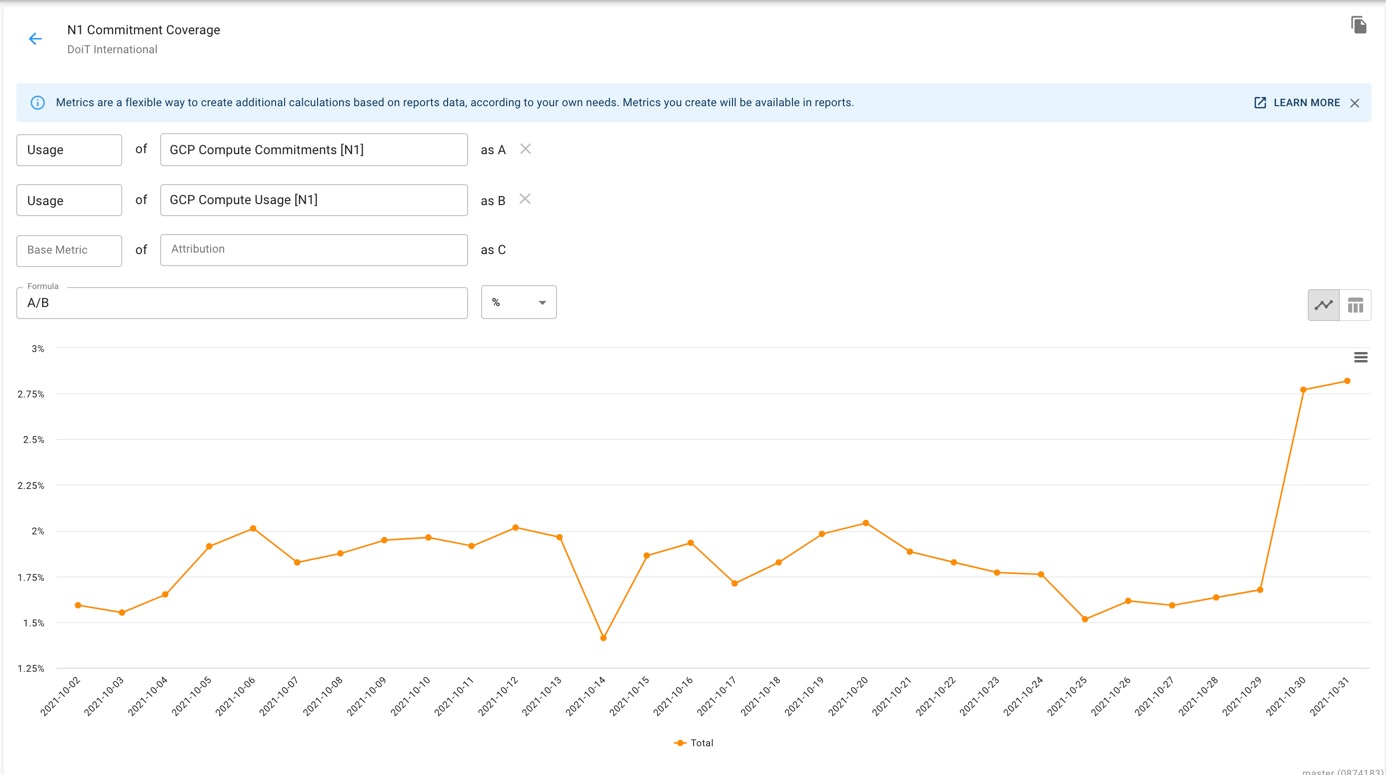 N1 Commitment Coverage
DoiT International
Metrics are a flexible way to create additional calculations based on reports data, according to your own needs. Metrics you create will be available in reports. LEARN MORE
Usage of GCP Compute Commitments [N1] as A
Usage of GCP Compute Usage [N1] as B
Base Metric of Attribution as C
Formula
A/B %
3%
2.75%
2.5%
2.25%
2%
1.75%
1.5%
1.25%
2021-10-02 2021-10-03 2021-10-04 2021-10-05 2021-10-06 2021-10-07 2021-10-08 2021-10-09 2021-10-10 2021-10-11 2021-10-12 2021-10-13 2021-10-14 2021-10-15 2021-10-16 2021-10-17 2021-10-18 2021-10-19 2021-10-20 2021-10-21 2021-10-22 2021-10-23 2021-10-24 2021-10-25 2021-10-26 2021-10-27 2021-10-28 2021-10-29 2021-10-30 2021-10-31
Total
master (0874183)